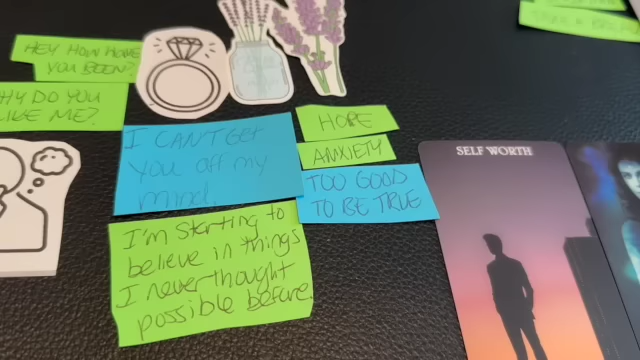 HEY HOW HAVE
YOU BEEN?
WHY DO YOU
LIKE ME?
I CAN'T GET
YOU Off My
mind.
HOPE
ANXIETY
TOO GOOD
TO BE TRUE
I'm starting to
believe in things
I never thought
possible before.
SELF WORTH